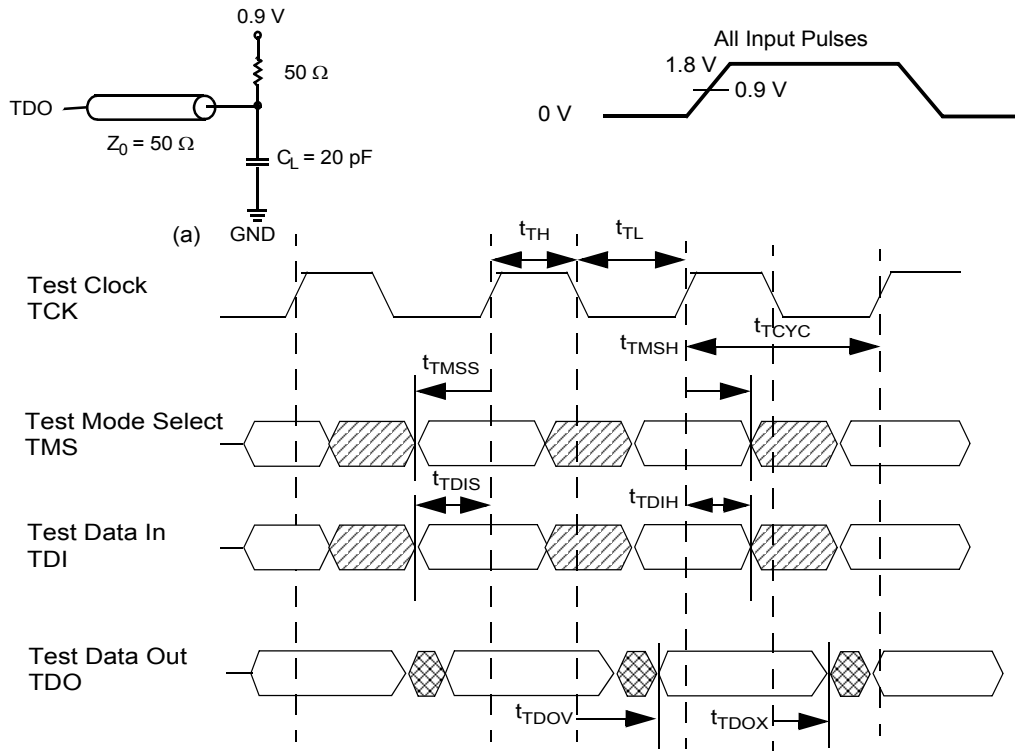 0.9 V
50 Ω
TDO
Z0 = 50 Ω
CL = 20 pF
(a)
GND
All Input Pulses
1.8 V
0.9 V
0 V
tTH
tTL
Test Clock
TCK
tTMSH
tTCYC
tTMSS
Test Mode Select
TMS
tTDIS
tTDIH
Test Data In
TDI
Test Data Out
TDO
tTDOV
tTDOX